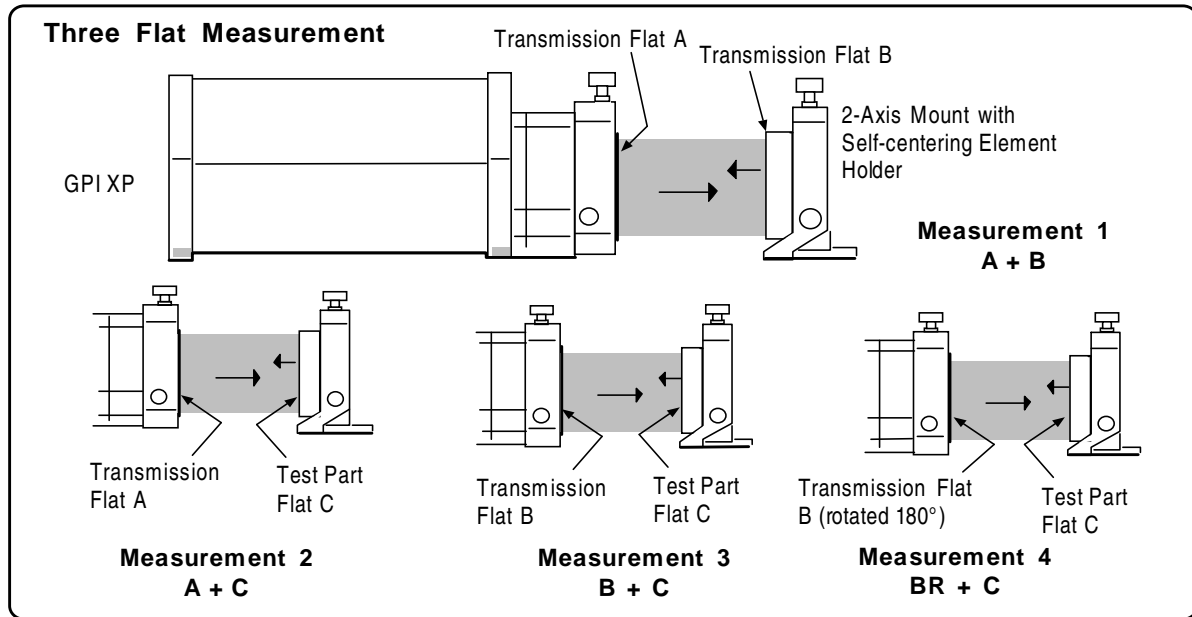 Three Flat Measurement
Transmission Flat A
Transmission Flat B
2-Axis Mount with
Self-centering Element
Holder
GPI XP
Measurement 1
A + B
Transmission
Flat A
Test Part
Flat C
Measurement 2
A + C
Transmission
Flat B
Test Part
Flat C
Measurement 3
B + C
Transmission Flat
B (rotated 180°)
Test Part
Flat C
Measurement 4
BR + C